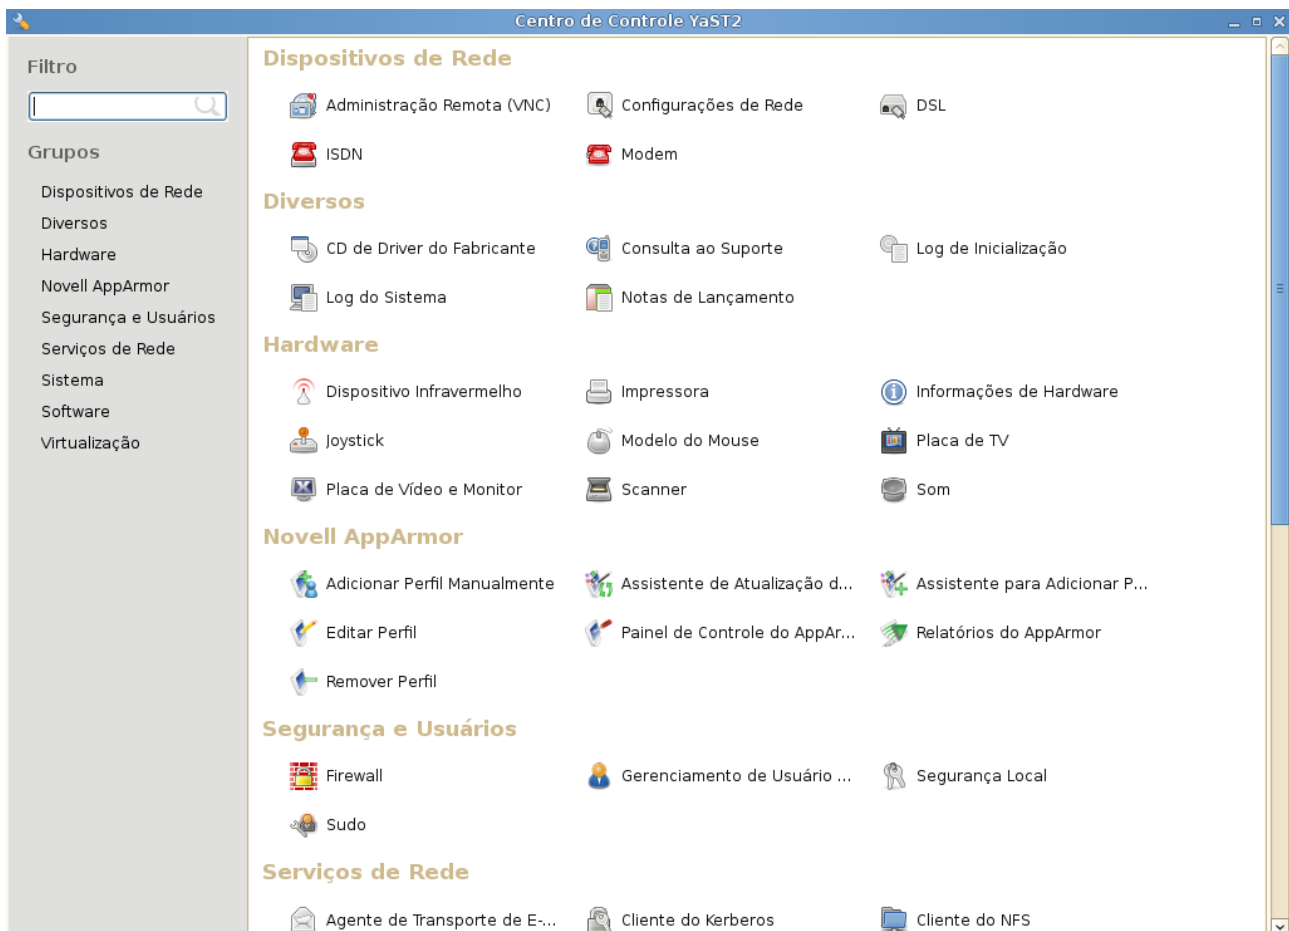 Centro de Controle YaST2
Filtro
Grupos
Dispositivos de Rede
Diversos
Hardware
Novell AppArmor
Segurança e Usuários
Serviços de Rede
Sistema
Software
Virtualização
Dispositivos de Rede
Administração Remota (VNC)
Configurações de Rede
DSL
ISDN
Modem
Diversos
CD de Driver do Fabricante
Consulta ao Suporte
Log de Inicialização
Log do Sistema
Notas de Lançamento
Hardware
Dispositivo Infravermelho
Impressora
Informações de Hardware
Joystick
Modelo do Mouse
Placa de TV
Placa de Vídeo e Monitor
Scanner
Som
Novell AppArmor
Adicionar Perfil Manualmente
Assistente de Atualização d...
Assistente para Adicionar P...
Editar Perfil
Painel de Controle do AppAr...
Relatórios do AppArmor
Remover Perfil
Segurança e Usuários
Firewall
Gerenciamento de Usuário ...
Segurança Local
Sudo
Serviços de Rede
Agente de Transporte de E-...
Cliente do Kerberos
Cliente do NFS